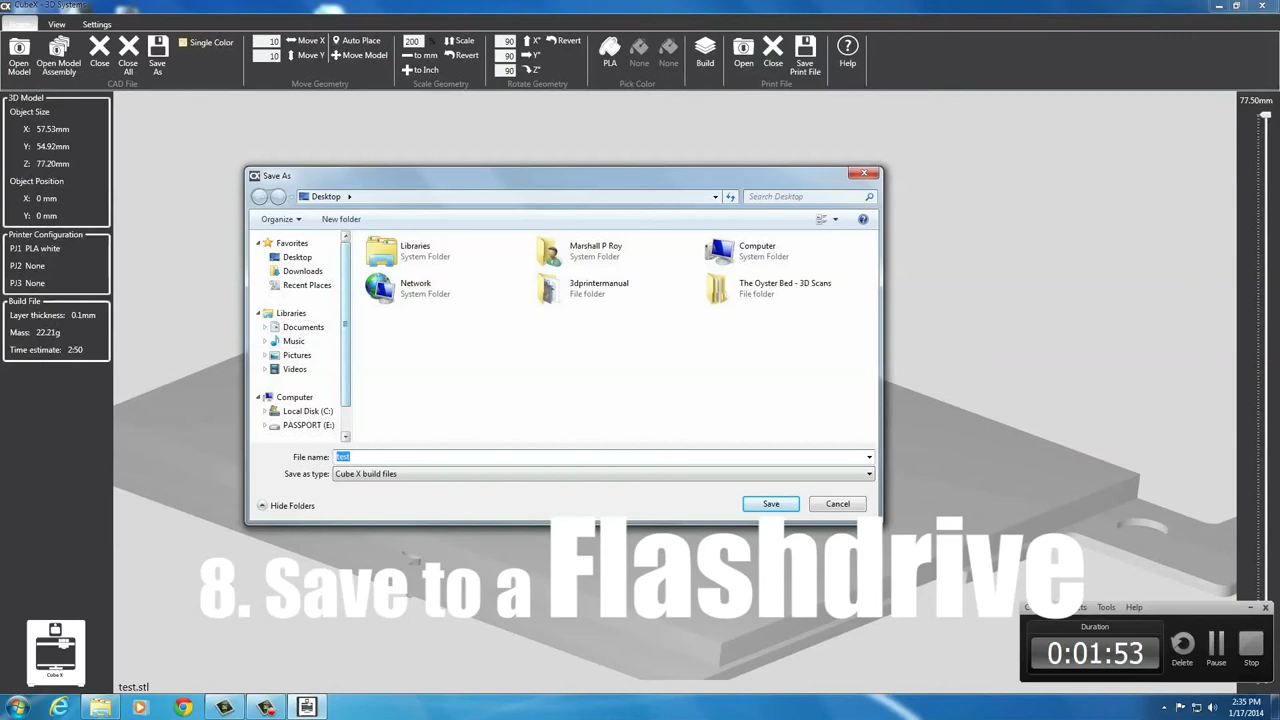 CubeX - 3D Systems
View
Settings
Open Model
Open Model Assembly
Close
Close All
Save As
Single Color
CAD File
10 Move X
10 Move Y
Auto Place
Move Model
Move Geometry
200 % Scale
to mm Revert
to Inch
Scale Geometry
90 X° Revert
90 Y°
90 Z°
Rotate Geometry
PLA
None
None
Pick Color
Build
Open
Close
Save Print File
Print File
Help
3D Model
Object Size
X: 57.53mm
Y: 54.92mm
Z: 77.20mm
Object Position
X: 0 mm
Y: 0 mm
Printer Configuration
PJ1 PLA white
PJ2 None
PJ3 None
Build File
Layer thickness: 0.1mm
Mass: 22.21g
Time estimate: 2:50
Cube X
77.50mm
Save As
Desktop
Search Desktop
Organize
New folder
Favorites
Desktop
Downloads
Recent Places
Libraries
Documents
Music
Pictures
Videos
Computer
Local Disk (C:)
PASSPORT (E:)
Libraries
System Folder
Marshall P Roy
System Folder
Computer
System Folder
Network
System Folder
3dprintermanual
File folder
The Oyster Bed - 3D Scans
File folder
File name: test
Save as type: Cube X build files
Hide Folders
Save
Cancel
8. Save to a Flashdrive
Tools
Help
Duration
0:01:53
Delete
Pause
Stop
test.stl
2:35 PM
1/17/2014